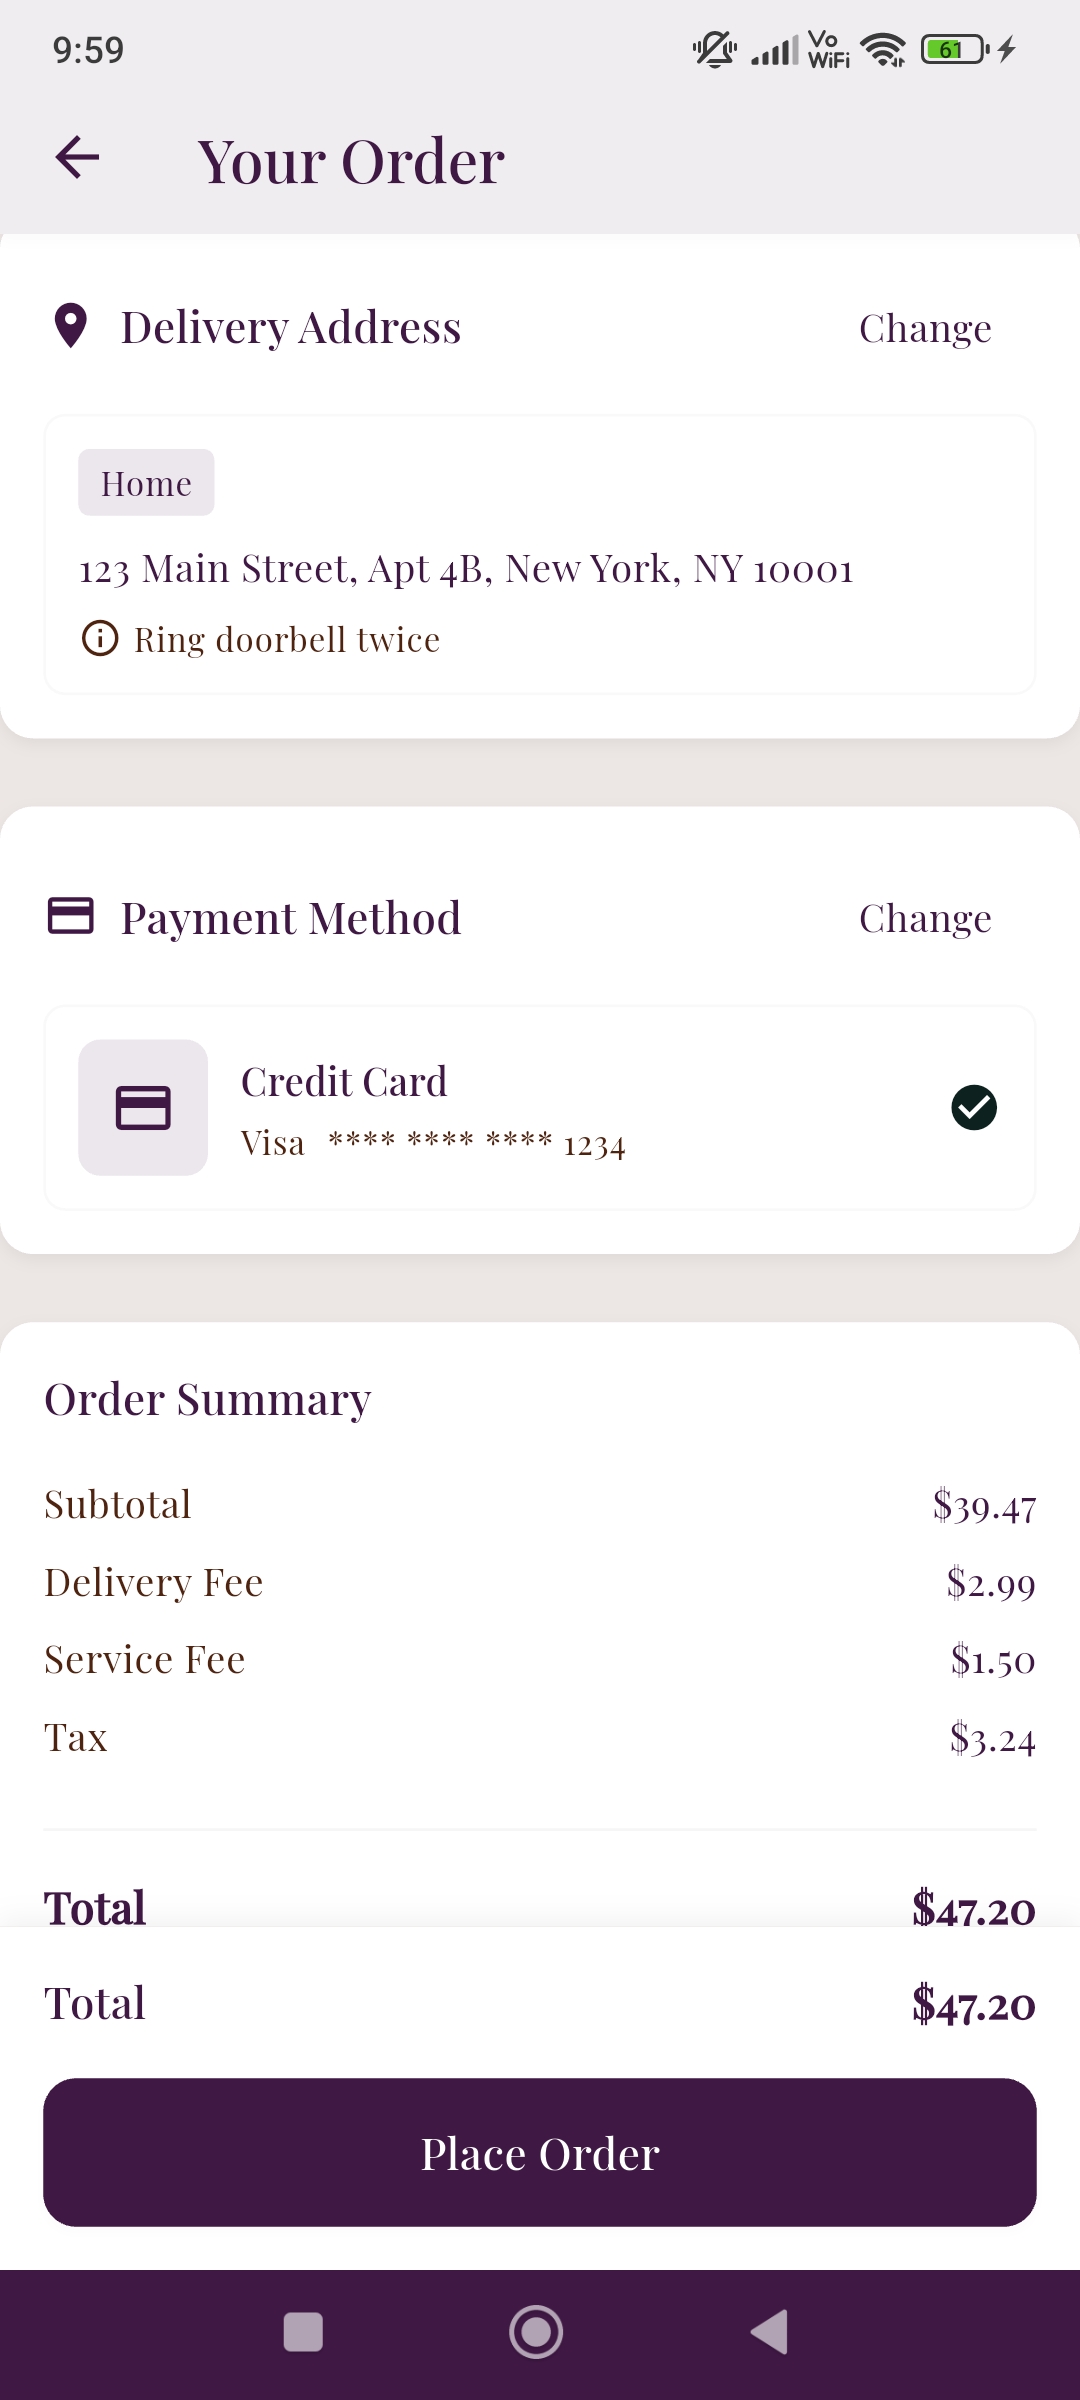 9:59
Vo
WiFi
61
Your Order
Delivery Address
Change
Home
123 Main Street, Apt 4B, New York, NY 10001
Ring doorbell twice
Payment Method
Change
Credit Card
Visa **** **** **** 1234
Order Summary
Subtotal $39.47
Delivery Fee $2.99
Service Fee $1.50
Tax $3.24
Total $47.20
Total $47.20
Place Order